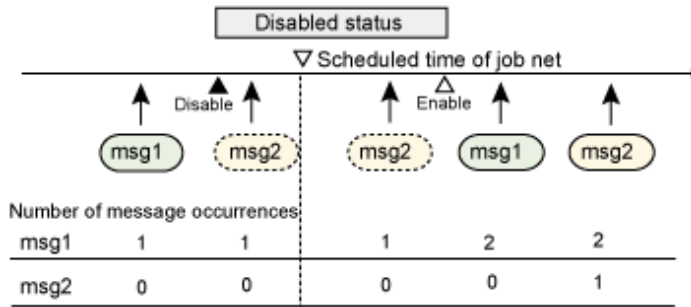 Disabled status
Scheduled time of job net
Disable
Enable
msg1 msg2 msg2 msg1 msg2
Number of message occurrences
msg1 1 1 1 2 2
msg2 0 0 0 0 1